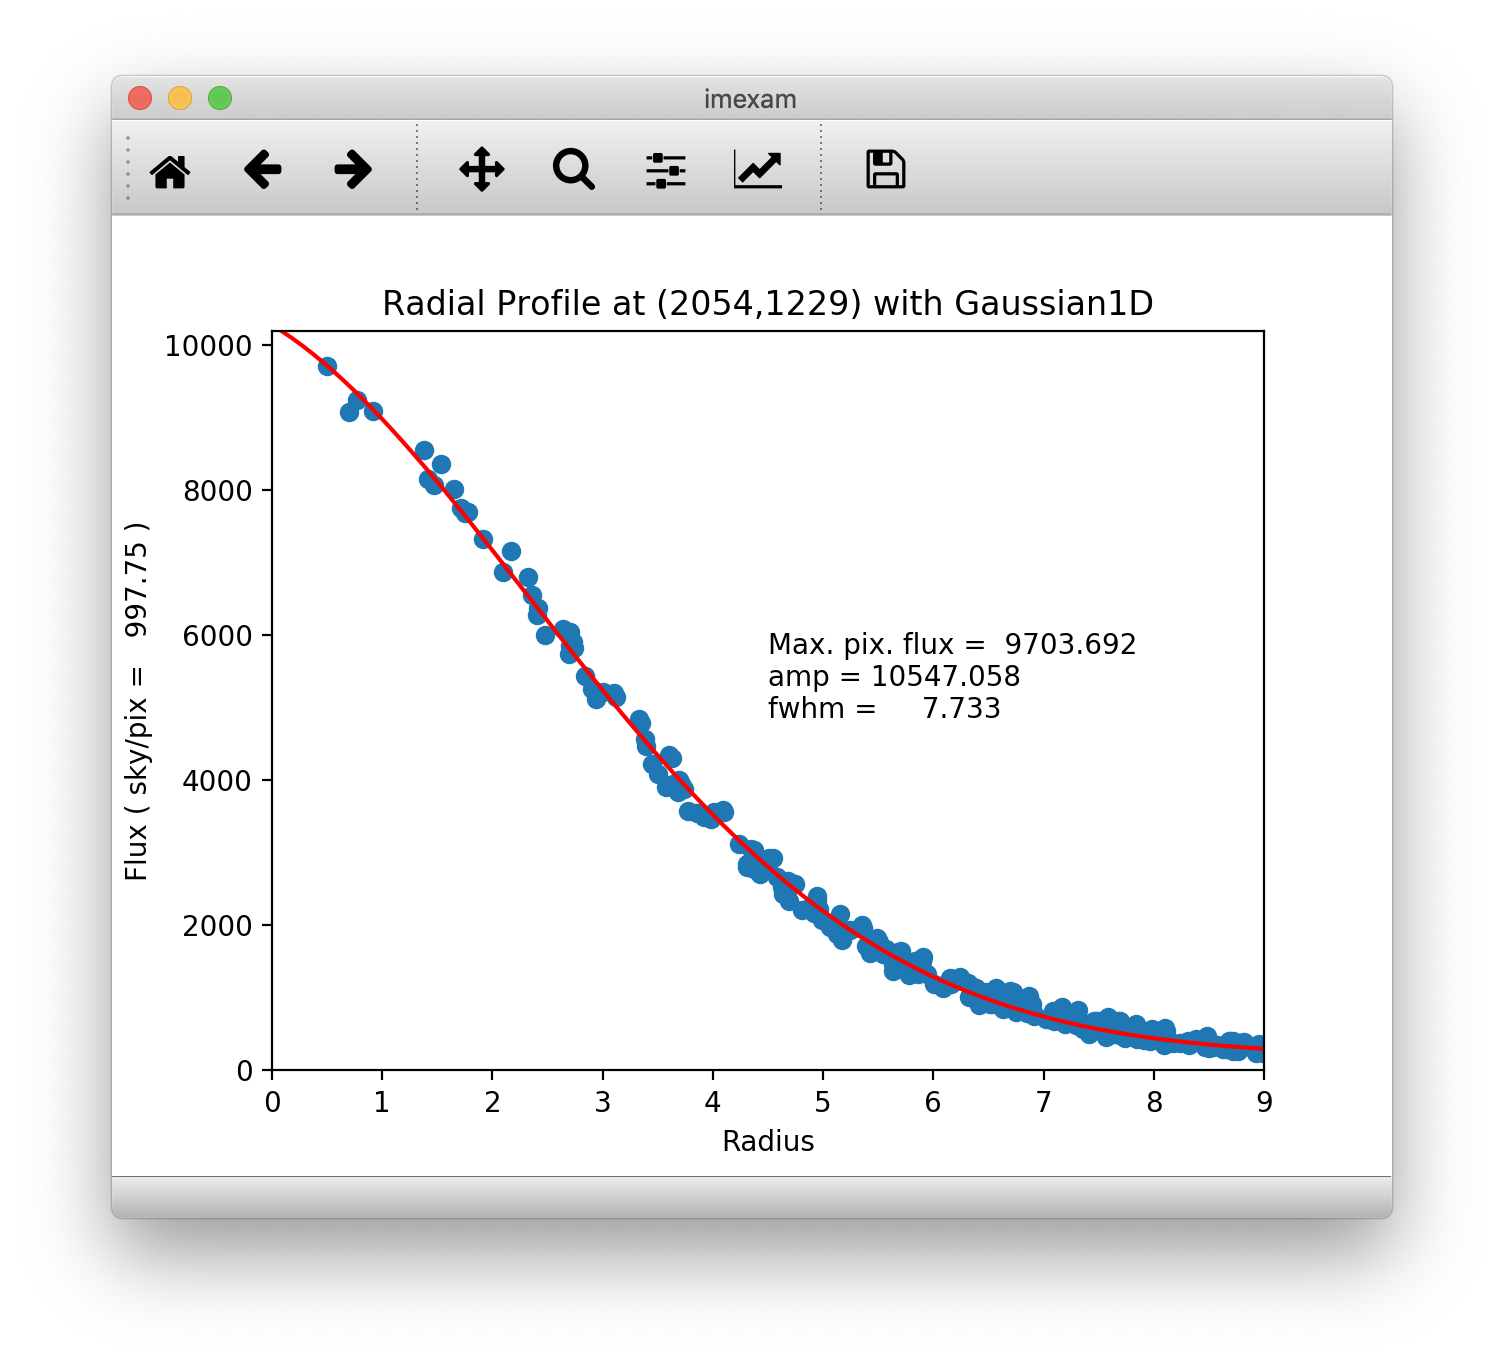 imexam
Radial Profile at (2054,1229) with Gaussian1D
10000
8000
6000
4000
2000
0
Flux ( sky/pix =  997.75 )
Max. pix. flux =  9703.692
amp = 10547.058
fwhm =     7.733
0 1 2 3 4 5 6 7 8 9
Radius